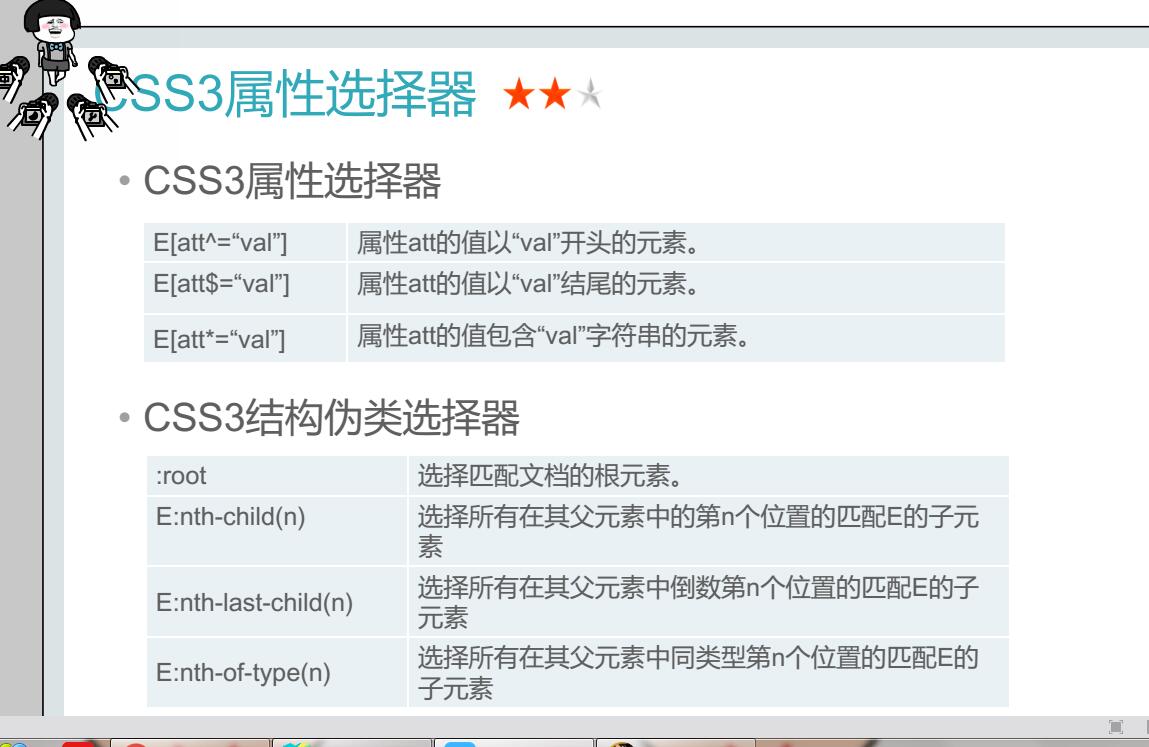 CSS3属性选择器
• CSS3属性选择器
E[att^=“val”] 属性att的值以“val”开头的元素。
E[att$=“val”] 属性att的值以“val”结尾的元素。
E[att*=“val”] 属性att的值包含“val”字符串的元素。
• CSS3结构伪类选择器
:root 选择匹配文档的根元素。
E:nth-child(n) 选择所有在其父元素中的第n个位置的匹配E的子元
素
E:nth-last-child(n) 选择所有在其父元素中倒数第n个位置的匹配E的子
元素
E:nth-of-type(n) 选择所有在其父元素中同类型第n个位置的匹配E的
子元素